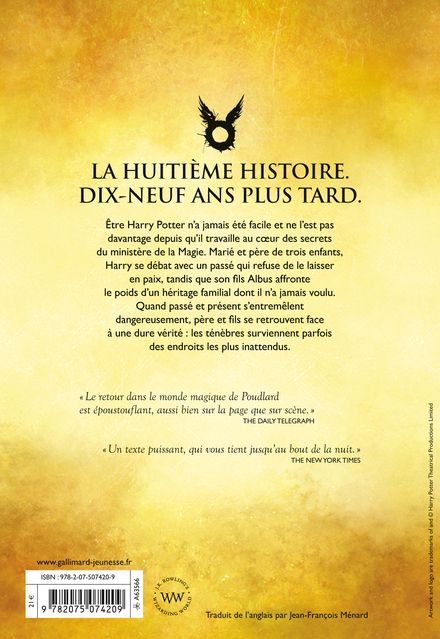 LA HUITIÈME HISTOIRE.
DIX-NEUF ANS PLUS TARD.
Être Harry Potter n'a jamais été facile et ne l'est pas
davantage depuis qu'il travaille au cœur des secrets
du ministère de la Magie. Marié et père de trois enfants,
Harry se débat avec un passé qui refuse de le laisser
en paix, tandis que son fils Albus affronte
le poids d'un héritage familial dont il n'a jamais voulu.
Quand passé et présent s'entremêlent
dangereusement, père et fils se retrouvent face
à une dure vérité : les ténèbres surviennent parfois
des endroits les plus inattendus.
« Le retour dans le monde magique de Poudlard
est époustouflant, aussi bien sur la page que sur scène. »
THE DAILY TELEGRAPH
« Un texte puissant, qui vous tient jusqu'au bout de la nuit. »
THE NEW YORK TIMES
www.gallimard-jeunesse.fr
ISBN : 978-2-07-507420-9
21 €
9 782075 074209
A63566
J.K. ROWLING'S
WW
WIZARDING WORLD
Traduit de l'anglais par Jean-François Ménard
Artwork and logo are trademarks of and © Harry Potter Theatrical Productions Limited